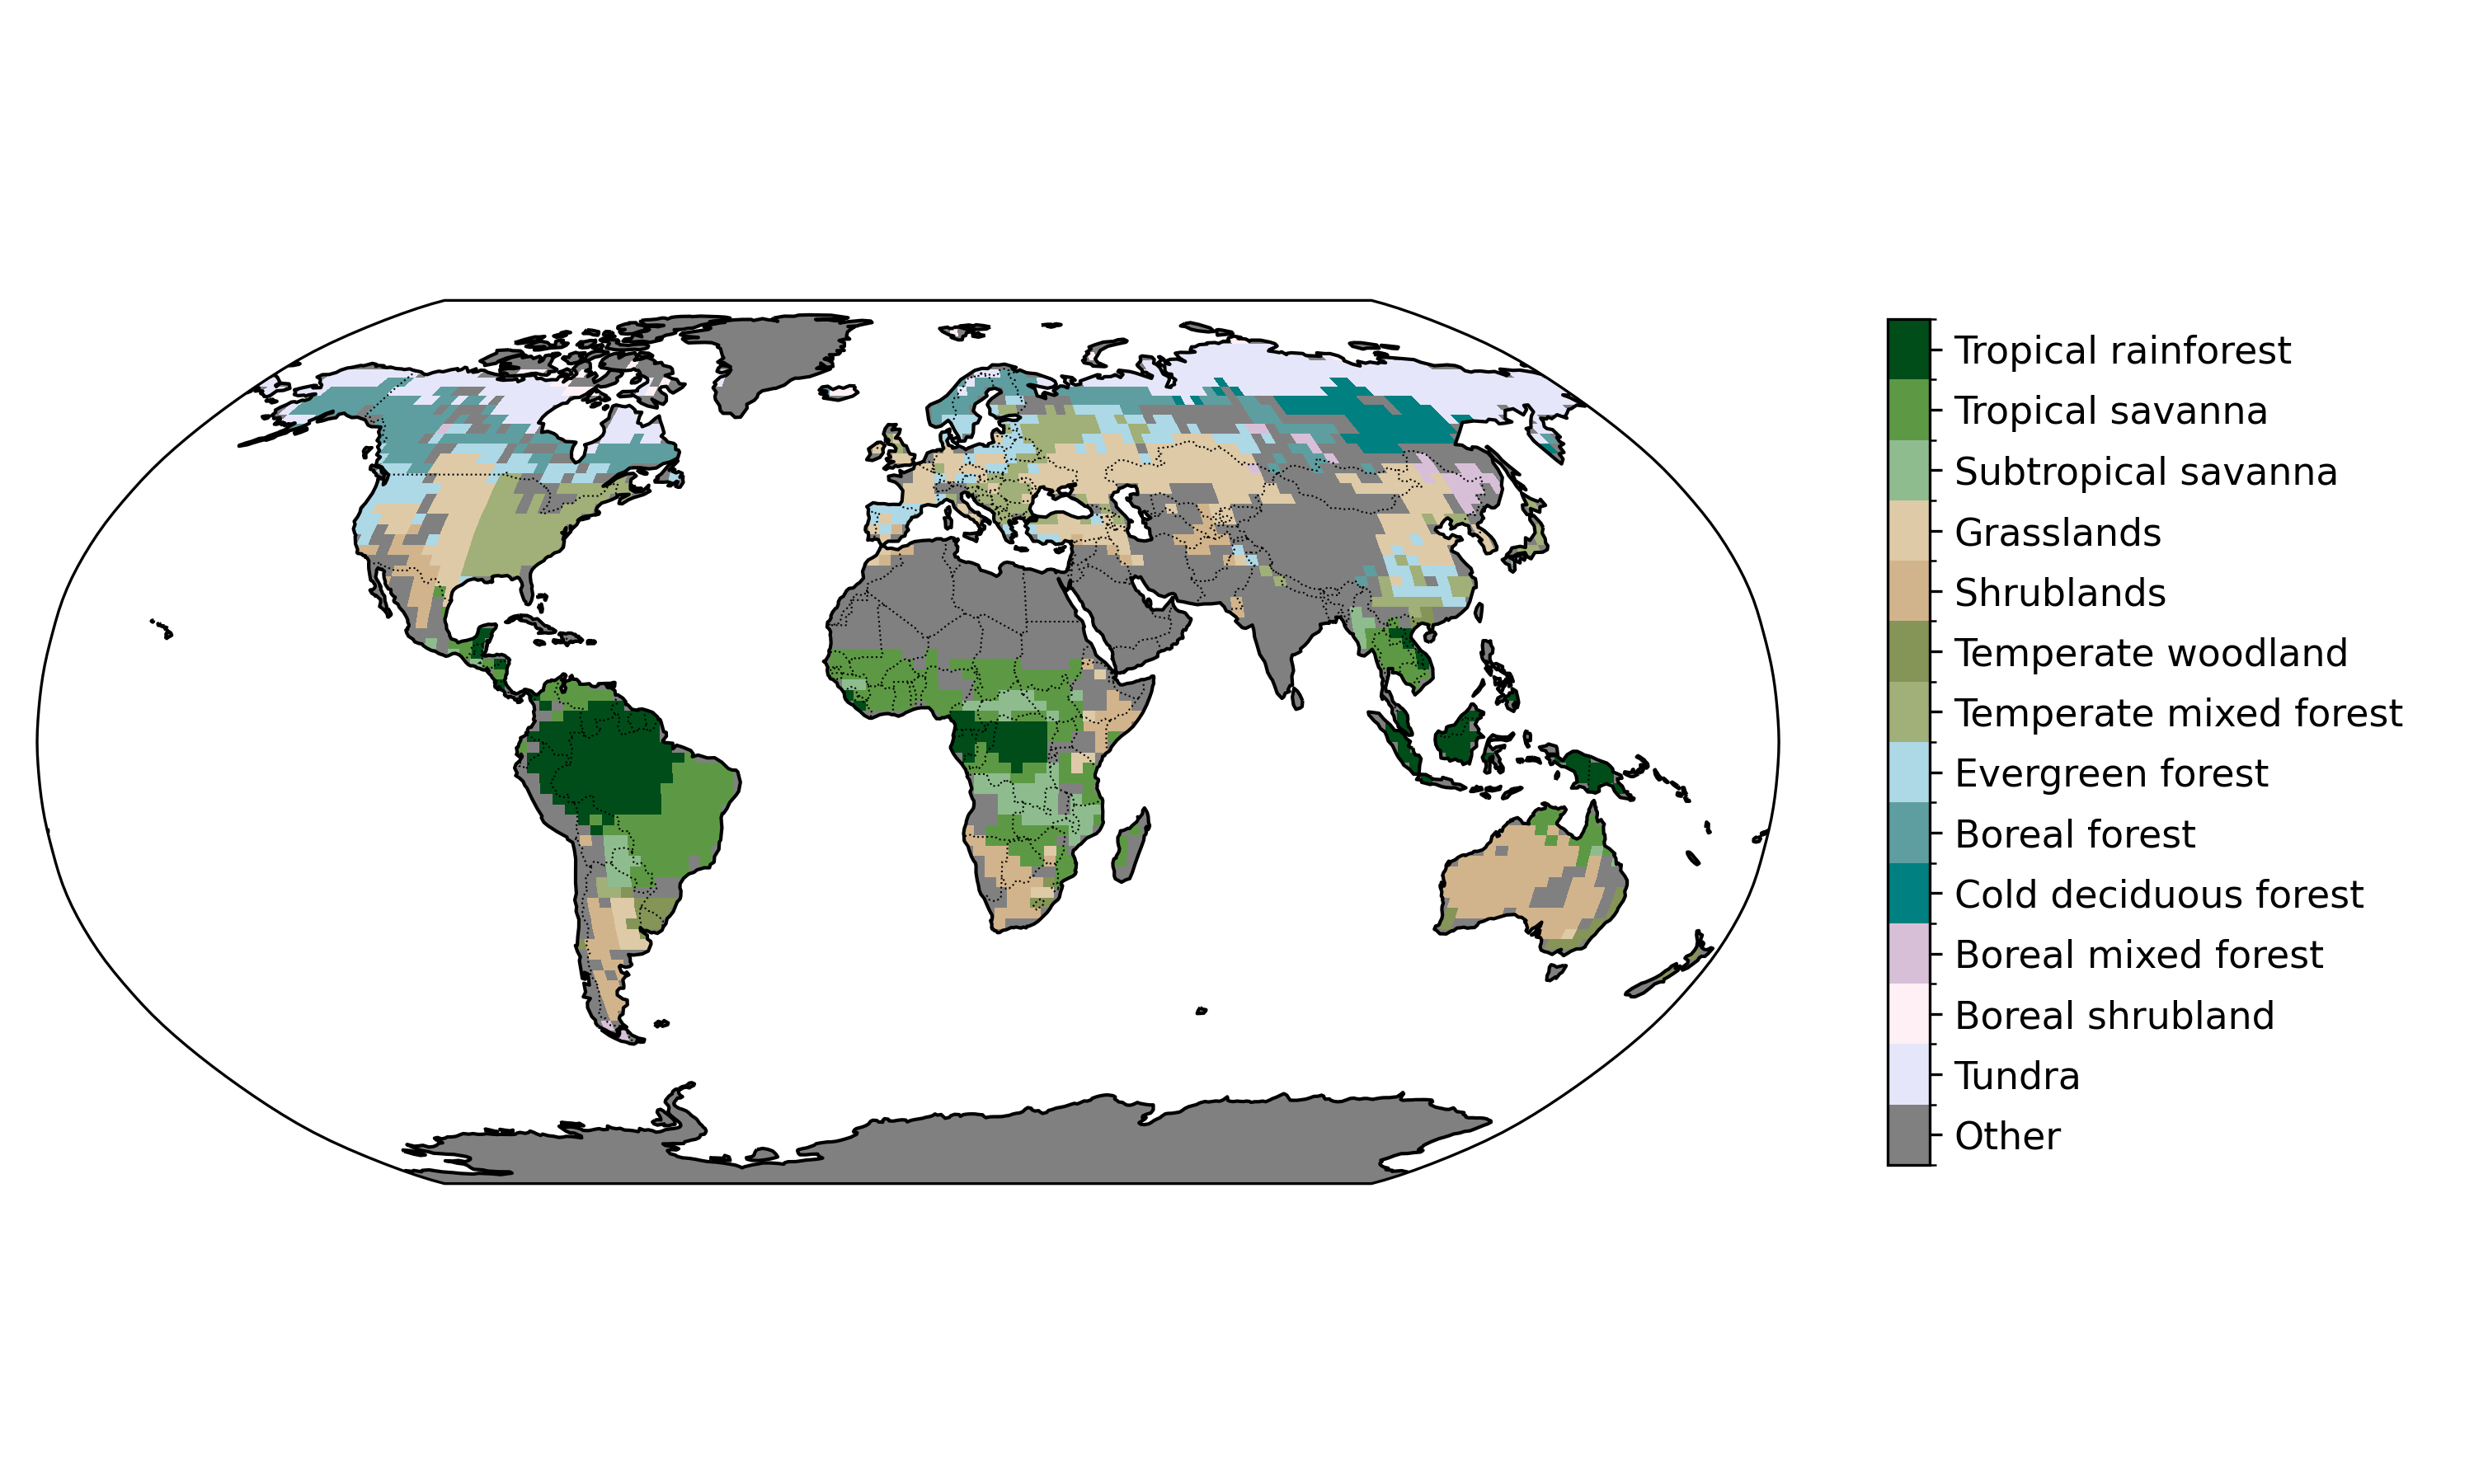 Tropical rainforest
Tropical savanna
Subtropical savanna
Grasslands
Shrublands
Temperate woodland
Temperate mixed forest
Evergreen forest
Boreal forest
Cold deciduous forest
Boreal mixed forest
Boreal shrubland
Tundra
Other